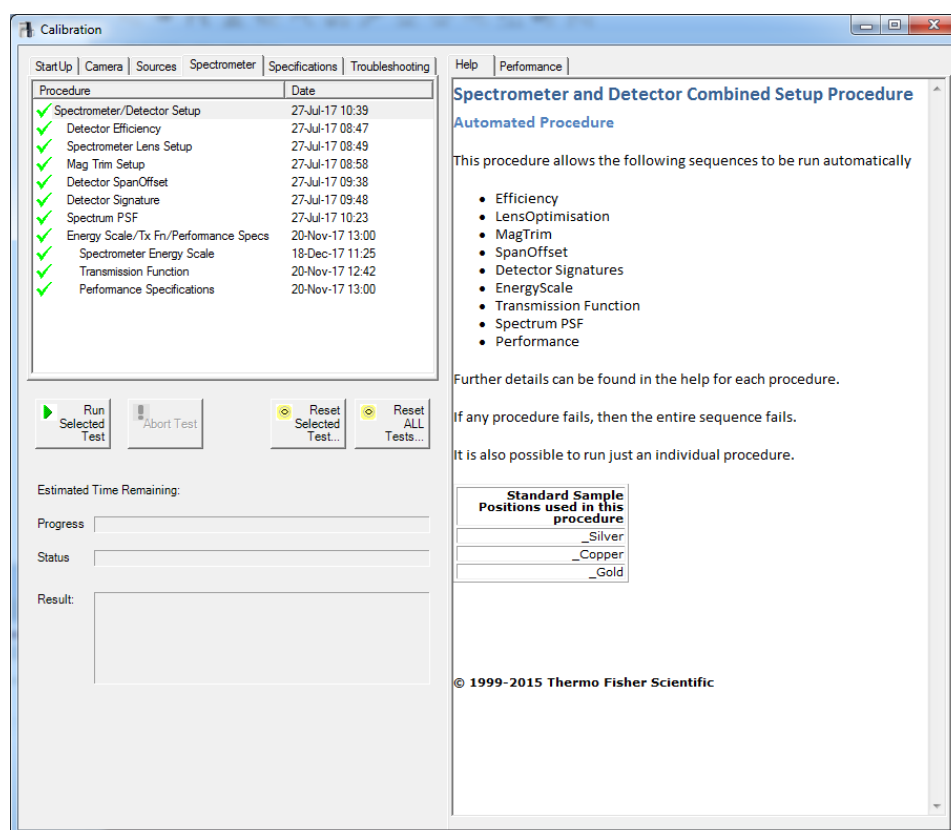 Calibration
StartUp Camera Sources Spectrometer Specifications Troubleshooting
Procedure Date
Spectrometer/Detector Setup 27-Jul-17 10:39
Detector Efficiency 27-Jul-17 08:47
Spectrometer Lens Setup 27-Jul-17 08:49
Mag Trim Setup 27-Jul-17 08:58
Detector SpanOffset 27-Jul-17 09:38
Detector Signature 27-Jul-17 09:48
Spectrum PSF 27-Jul-17 10:23
Energy Scale/Tx Fn/Performance Specs 20-Nov-17 13:00
Spectrometer Energy Scale 18-Dec-17 11:25
Transmission Function 20-Nov-17 12:42
Performance Specifications 20-Nov-17 13:00
Run
Selected
Test
Abort Test
Reset
Selected
Test...
Reset
ALL
Tests...
Estimated Time Remaining:
Progress
Status
Result:
Help Performance
Spectrometer and Detector Combined Setup Procedure
Automated Procedure
This procedure allows the following sequences to be run automatically
• Efficiency
• LensOptimisation
• MagTrim
• SpanOffset
• Detector Signatures
• EnergyScale
• Transmission Function
• Spectrum PSF
• Performance
Further details can be found in the help for each procedure.
If any procedure fails, then the entire sequence fails.
It is also possible to run just an individual procedure.
Standard Sample
Positions used in this
procedure
_Silver
_Copper
_Gold
© 1999-2015 Thermo Fisher Scientific